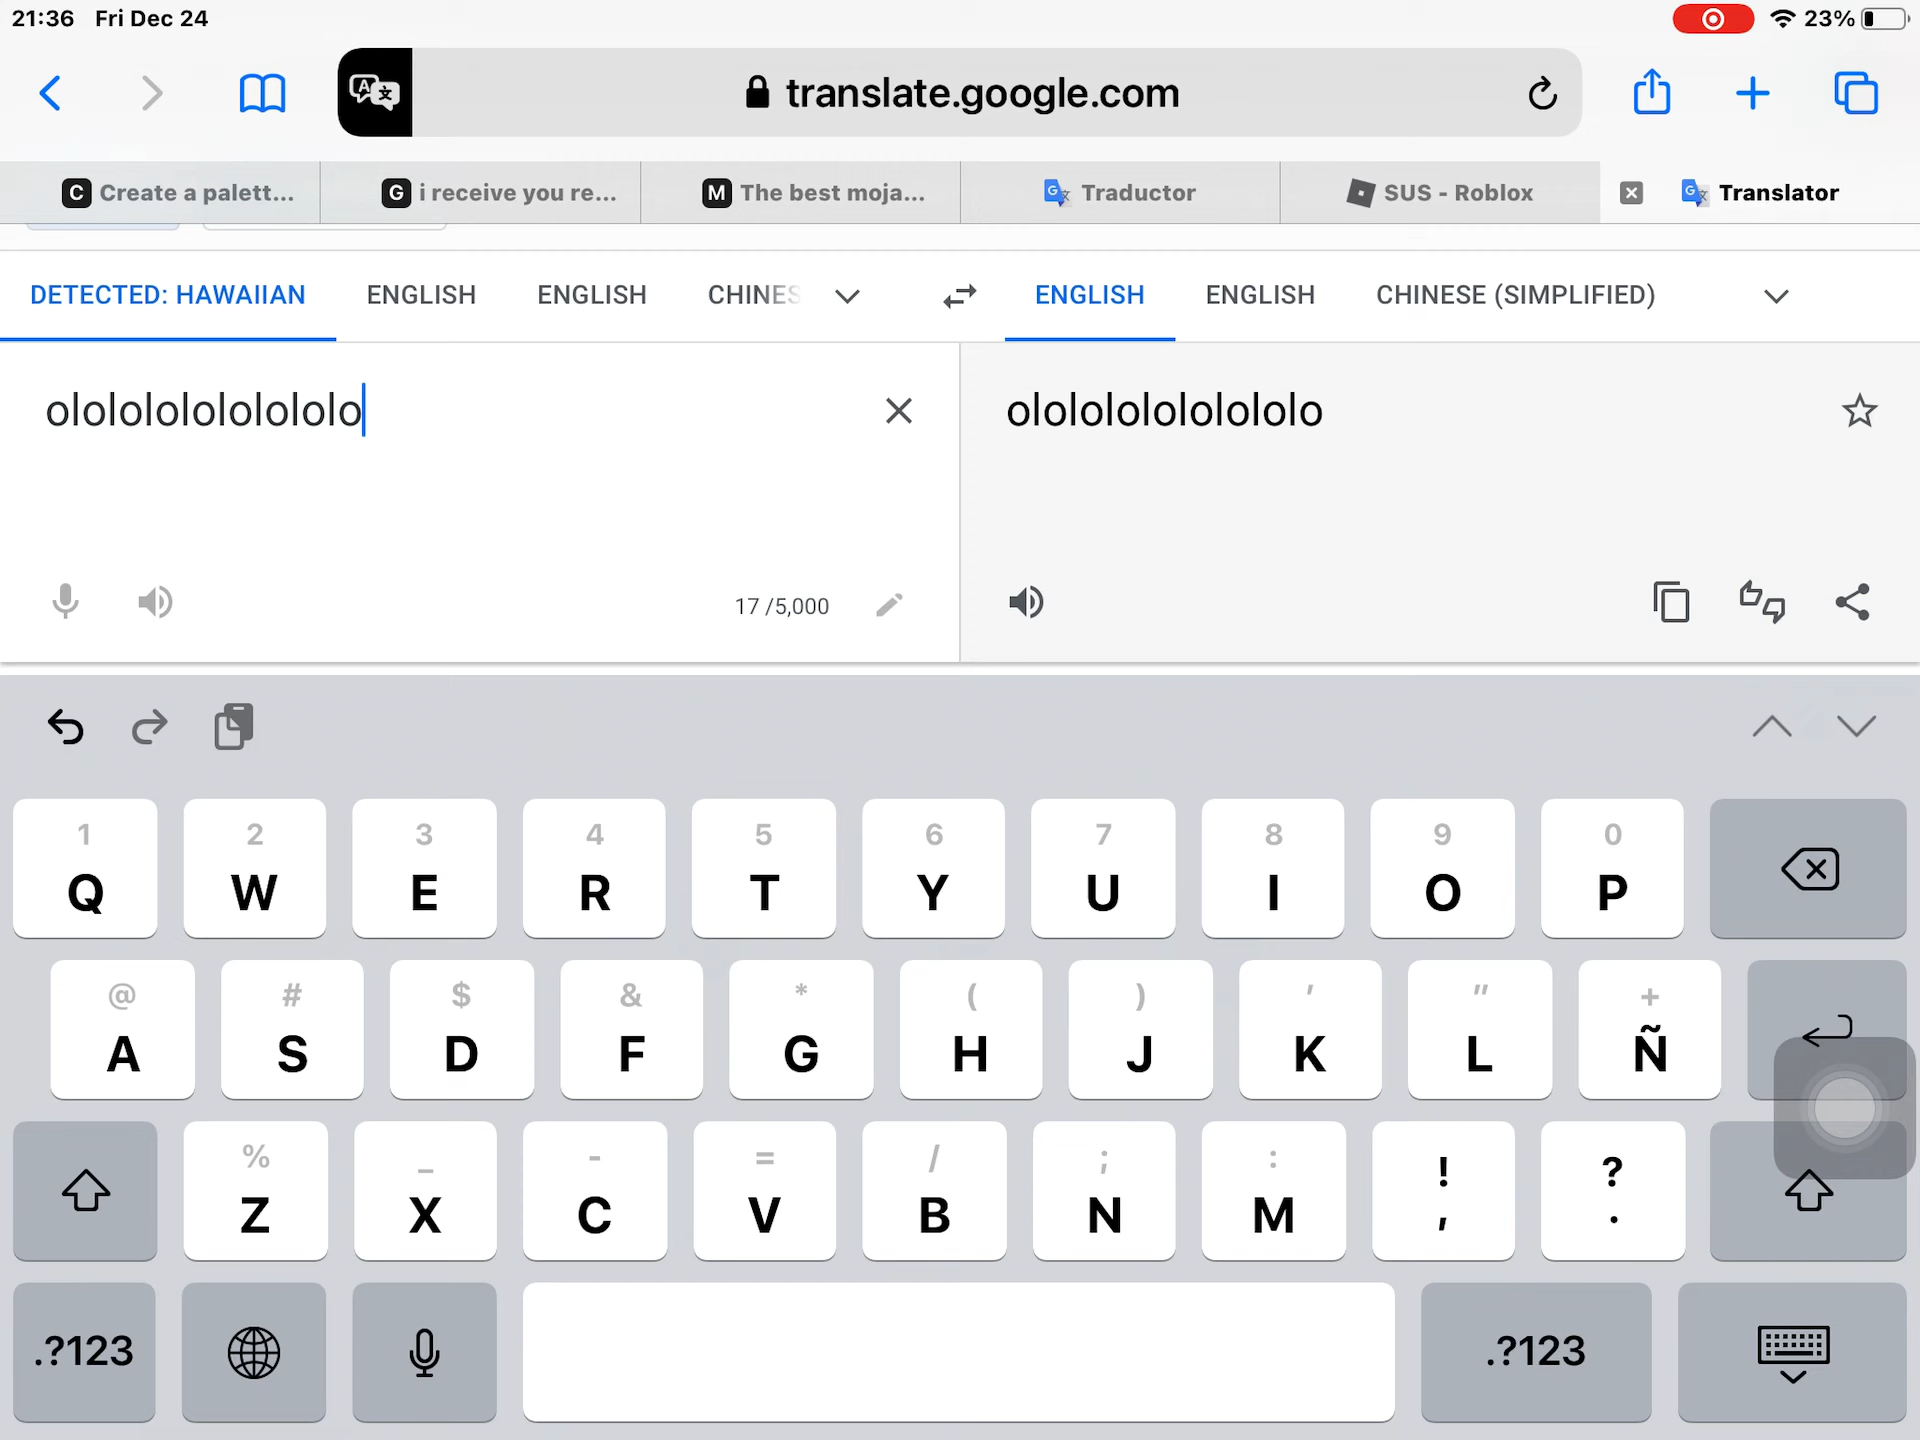 21:36 Fri Dec 24
23%
translate.google.com
C Create a palett...
G i receive you re...
M The best moja...
Traductor
SUS - Roblox
Translator
DETECTED: HAWAIIAN ENGLISH ENGLISH CHINES
ENGLISH ENGLISH CHINESE (SIMPLIFIED)
ololololololololo
ololololololololo
17 /5,000
1 2 3 4 5 6 7 8 9 0
Q W E R T Y U I O P
@ # $ & * ( ) ' " +
A S D F G H J K L Ñ
% _ - = / ; : ! ?
Z X C V B N M , .
.?123 .?123